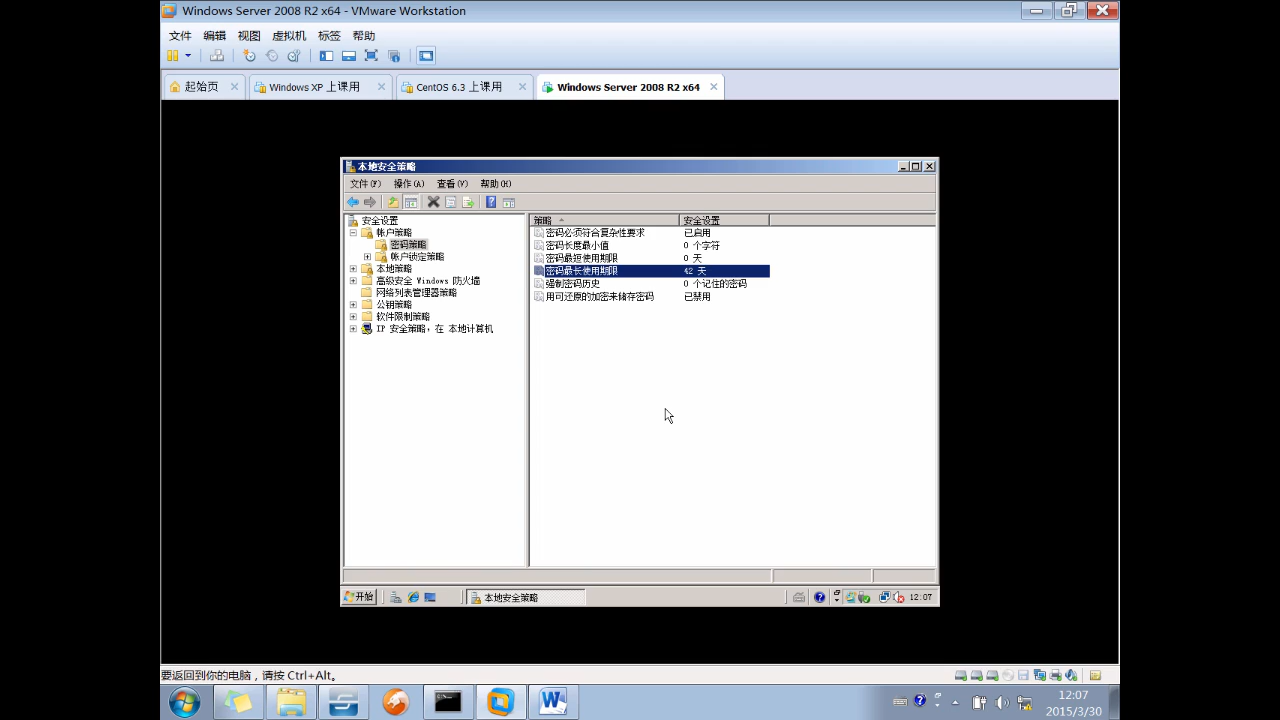 Windows Server 2008 R2 x64 - VMware Workstation
文件 编辑 查看 虚拟机 标签 帮助
起始页 Windows XP 上课用 CentOS 6.3 上课用 Windows Server 2008 R2 x64
本地安全策略
文件(F) 操作(A) 查看(V) 帮助(H)
安全设置
帐户策略
密码策略
帐户锁定策略
本地策略
高级安全 Windows 防火墙
网络列表管理器策略
公钥策略
软件限制策略
IP 安全策略，在 本地计算机
策略 安全设置
密码必须符合复杂性要求 已启用
密码长度最小值 0 个字符
密码最短使用期限 0 天
密码最长使用期限 42 天
强制密码历史 0 个记住的密码
用可还原的加密来储存密码 已禁用
开始 本地安全策略 12:07
要返回到你的电脑，请按 Ctrl+Alt。
12:07
2015/3/30